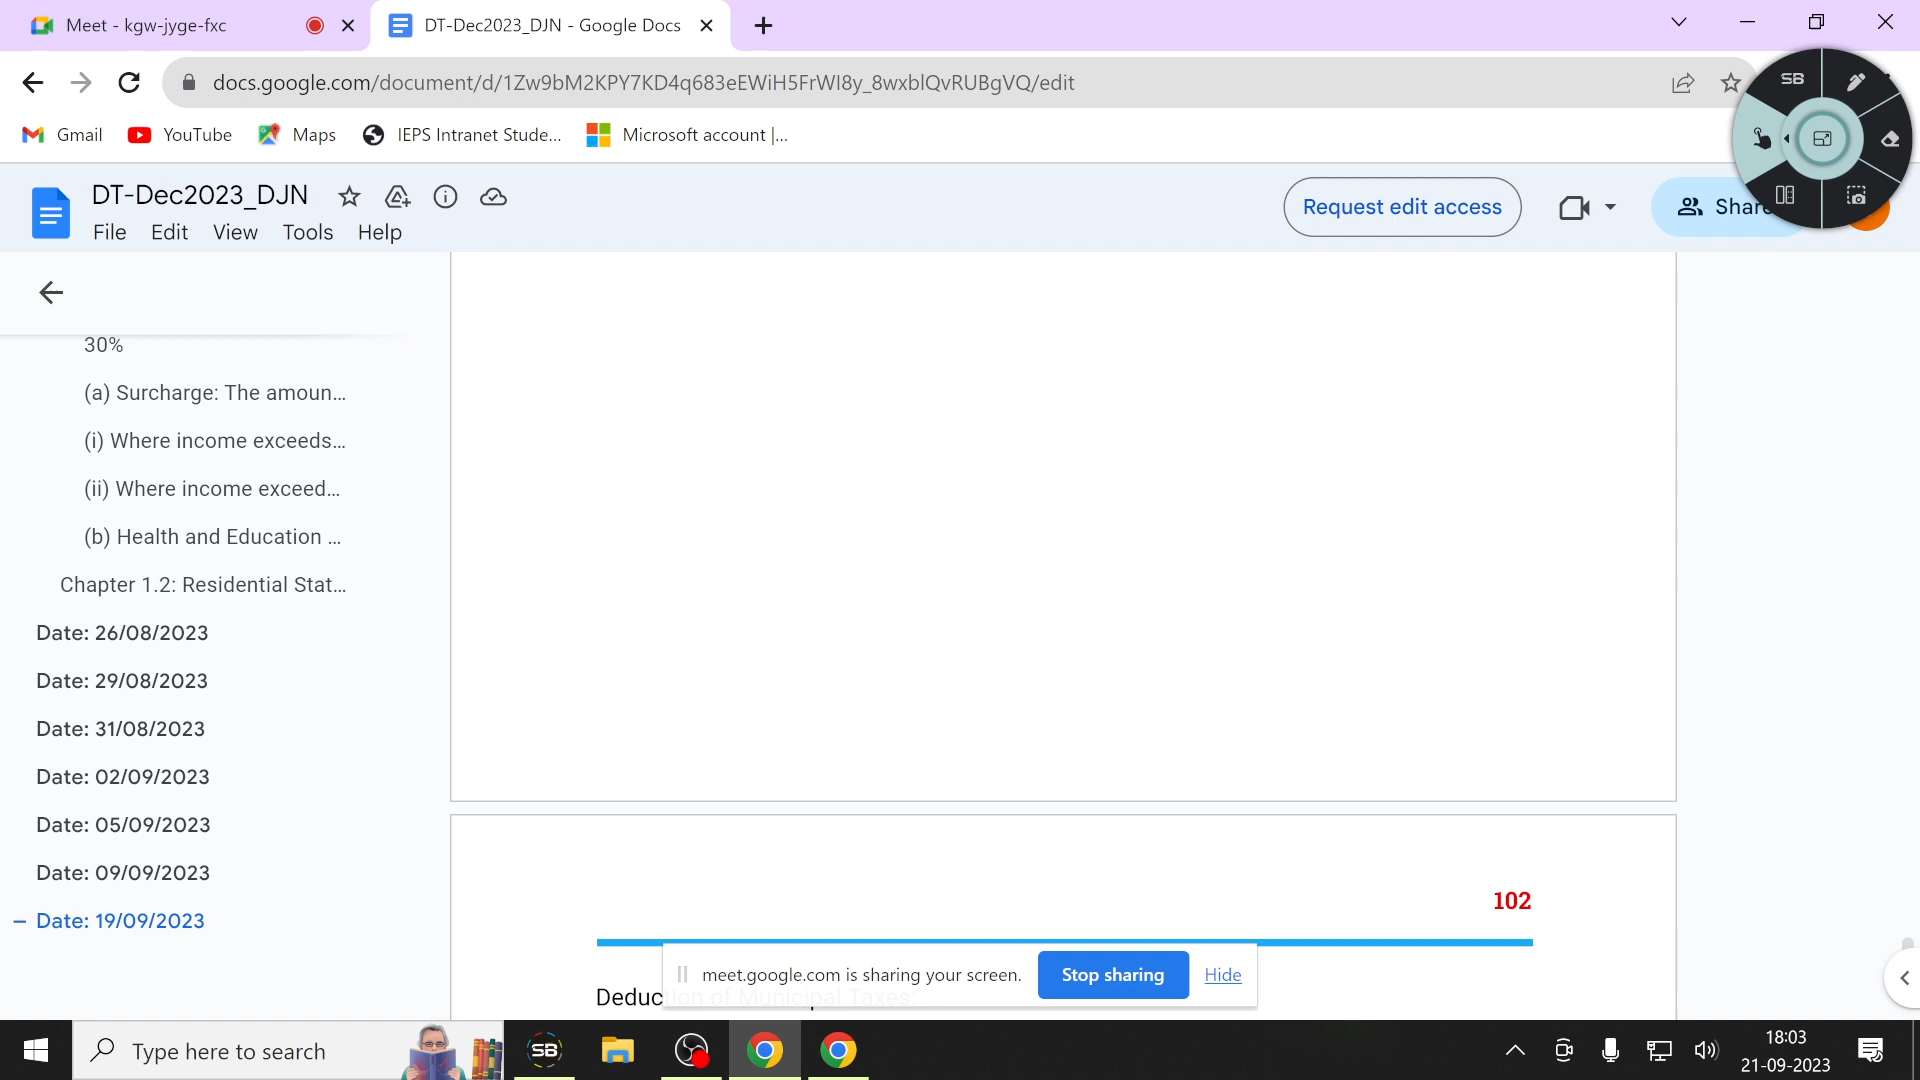 Meet - kgw-jyge-fxc
DT-Dec2023_DJN - Google Docs
docs.google.com/document/d/1Zw9bM2KPY7KD4q683eEWiH5FrWI8y_8wxblQvRUBgVQ/edit
SB
Gmail
YouTube
Maps
IEPS Intranet Stude...
Microsoft account |...
DT-Dec2023_DJN
File Edit View Tools Help
Request edit access
Share
30%
(a) Surcharge: The amoun...
(i) Where income exceeds...
(ii) Where income exceed...
(b) Health and Education ...
Chapter 1.2: Residential Stat...
Date: 26/08/2023
Date: 29/08/2023
Date: 31/08/2023
Date: 02/09/2023
Date: 05/09/2023
Date: 09/09/2023
Date: 19/09/2023
102
Deduction of Municipal Taxes:
meet.google.com is sharing your screen.
Stop sharing
Hide
Type here to search
SB
18:03
21-09-2023